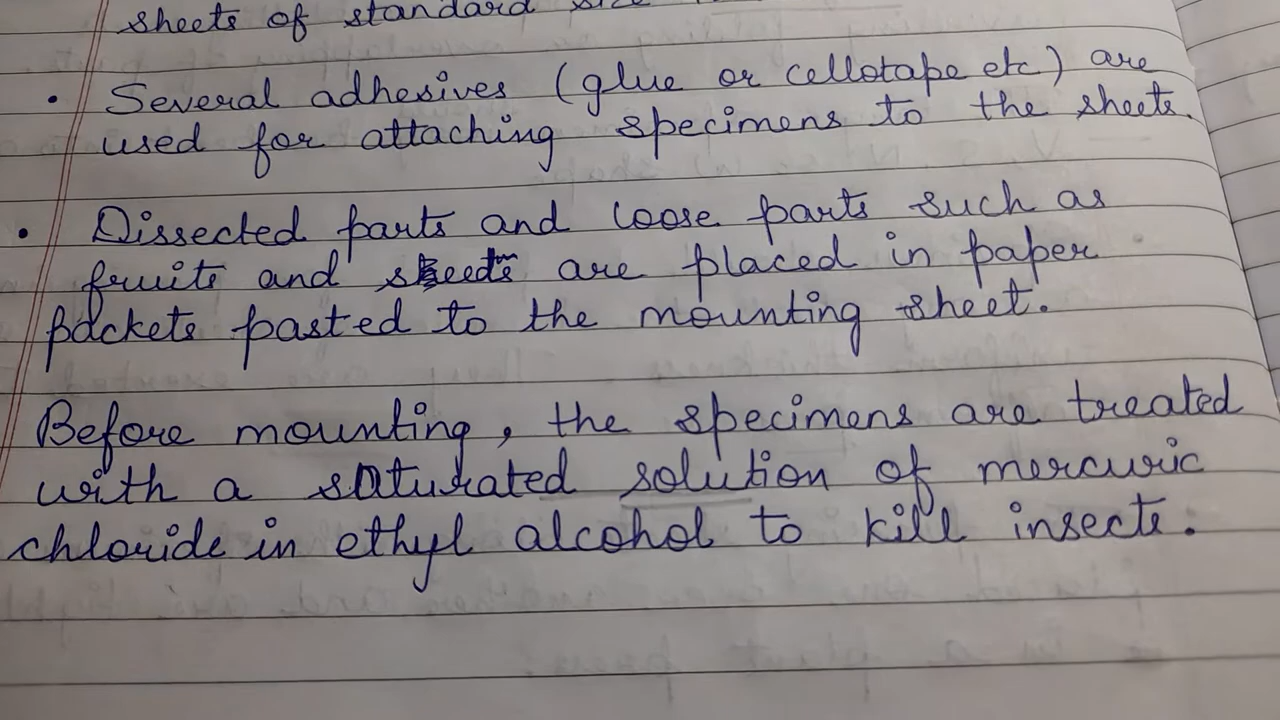 sheets of standard size
• Several adhesives (glue or cellotape etc) are
used for attaching specimens to the sheets.
• Dissected parts and loose parts such as
fruits and seeds are placed in paper
packets pasted to the mounting sheet.
Before mounting, the specimens are treated
with a saturated solution of mercuric
chloride in ethyl alcohol to kill insects.